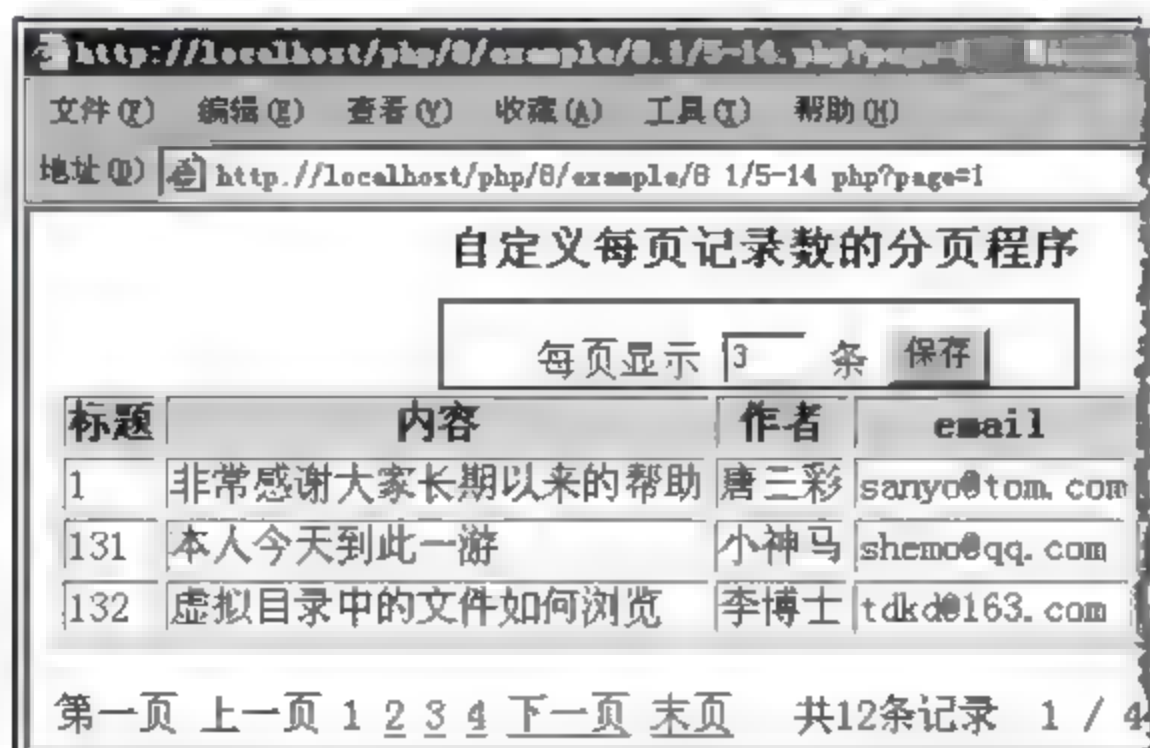 http://localhost/php/8/example/8.1/5-14.php?page=
文件(F) 编辑(E) 查看(V) 收藏(A) 工具(T) 帮助(H)
地址(D) http://localhost/php/8/example/8 1/5-14 php?page=1
自定义每页记录数的分页程序
每页显示 3 条 保存
标题 内容 作者 email
1 非常感谢大家长期以来的帮助 唐三彩 sanyo@tom.com
131 本人今天到此一游 小神马 shemo@qq.com
132 虚拟目录中的文件如何浏览 李博士 tdkd@163.com
第一页 上一页 1 2 3 4 下一页 末页 共12条记录 1 / 4